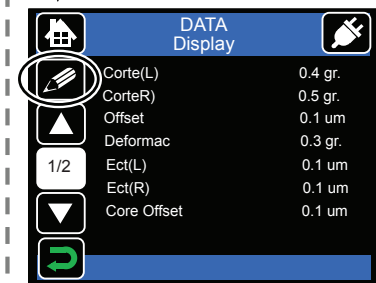 DATA
Display
Corte(L) 0.4 gr.
CorteR) 0.5 gr.
Offset 0.1 um
Deformac 0.3 gr.
1/2
Ect(L) 0.1 um
Ect(R) 0.1 um
Core Offset 0.1 um